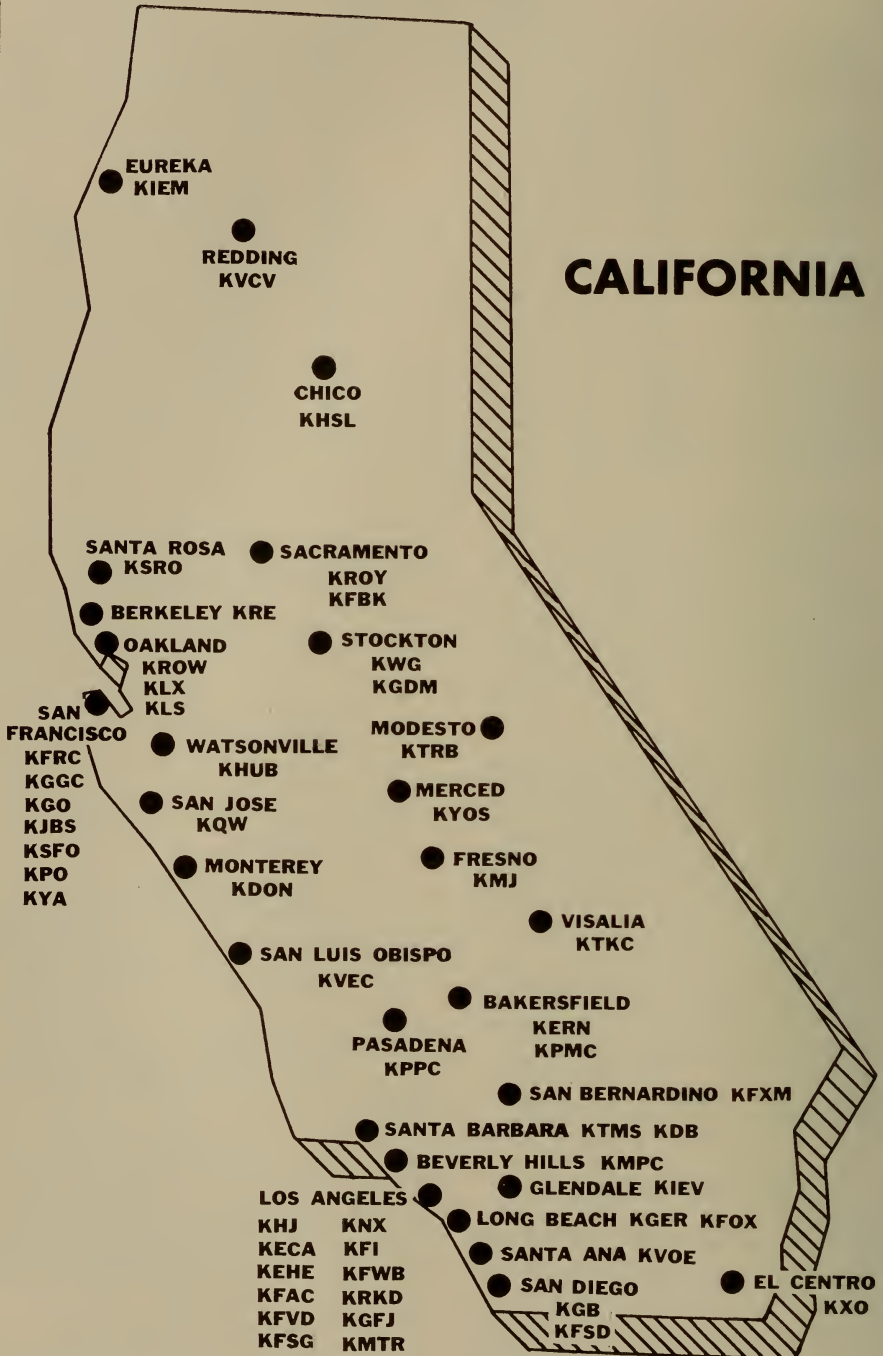 EUREKA
KIEM
REDDING
KVCV
CALIFORNIA
CHICO
KHSL
SANTA ROSA
KSRO
SACRAMENTO
KROY
KFBK
BERKELEY KRE
OAKLAND
KROW
KLX
KLS
STOCKTON
KWG
KGDM
SAN
FRANCISCO
KFRC
KGGC
KGO
KJBS
KSFO
KPO
KYA
WATSONVILLE
KHUB
MODESTO
KTRB
SAN JOSE
KQW
MERCED
KYOS
MONTEREY
KDON
FRESNO
KMJ
VISALIA
KTKC
SAN LUIS OBISPO
KVEC
BAKERSFIELD
KERN
KPMC
PASADENA
KPPC
SAN BERNARDINO KFXM
SANTA BARBARA KTMS KDB
BEVERLY HILLS KMPC
GLENDALE KIEV
LOS ANGELES
KHJ KNX
KECA KFI
KEHE KFWB
KFAC KRKD
KFVD KGFJ
KFSG KMTR
LONG BEACH KGER KFOX
SANTA ANA KVOE
SAN DIEGO
KGB
KFSD
EL CENTRO
KXO